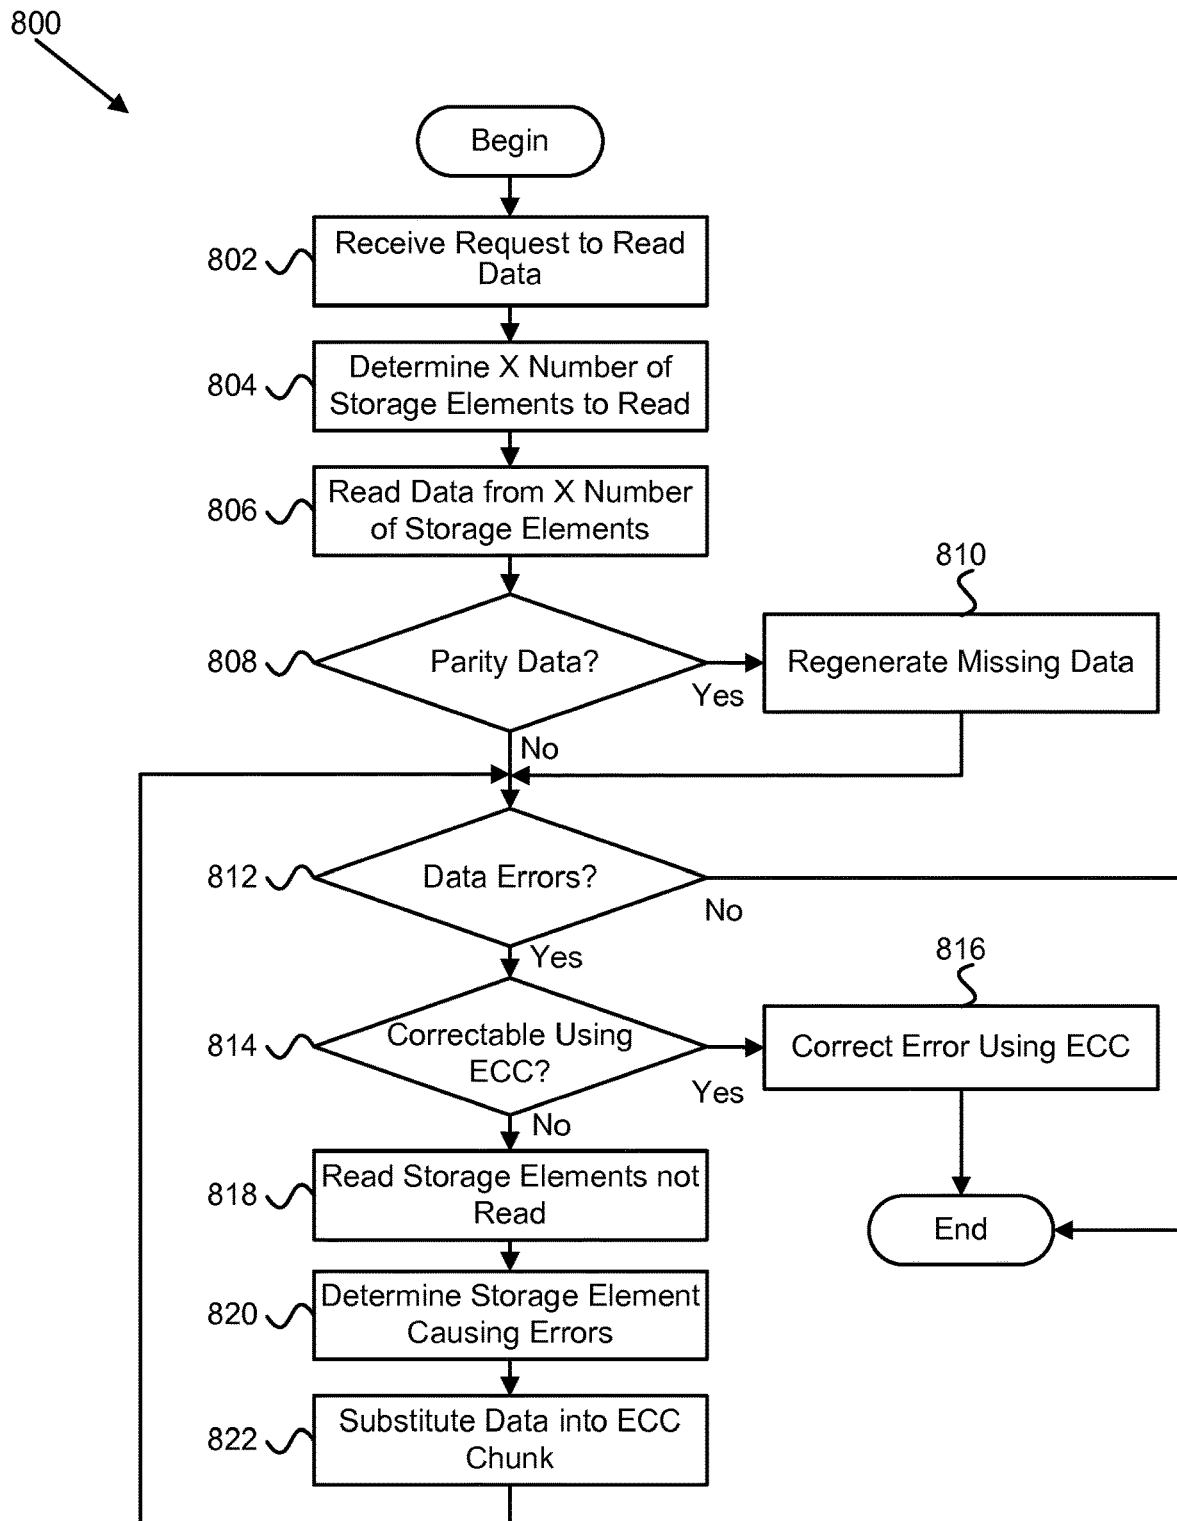 800
Begin
802
Receive Request to Read
Data
804
Determine X Number of
Storage Elements to Read
806
Read Data from X Number
of Storage Elements
810
808
Parity Data?
Yes
Regenerate Missing Data
No
812
Data Errors?
No
Yes
816
814
Correctable Using
ECC?
Yes
Correct Error Using ECC
No
818
Read Storage Elements not
Read
End
820
Determine Storage Element
Causing Errors
822
Substitute Data into ECC
Chunk